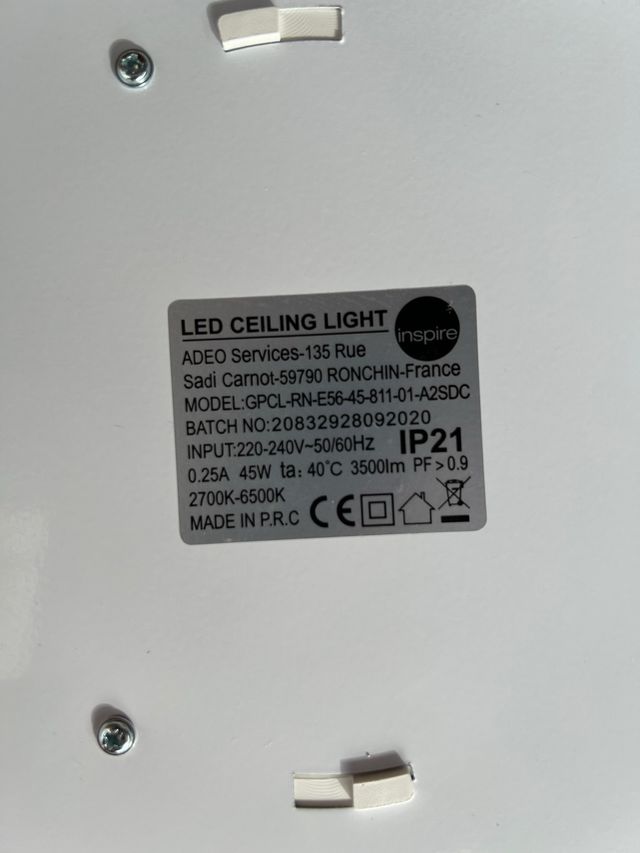 LED CEILING LIGHT
inspire
ADEO Services-135 Rue
Sadi Carnot-59790 RONCHIN-France
MODEL:GPCL-RN-E56-45-811-01-A2SDC
BATCH NO:20832928092020
INPUT:220-240V~50/60Hz IP21
0.25A 45W ta: 40°C 3500lm PF>0.9
2700K-6500K
MADE IN P.R.C CE